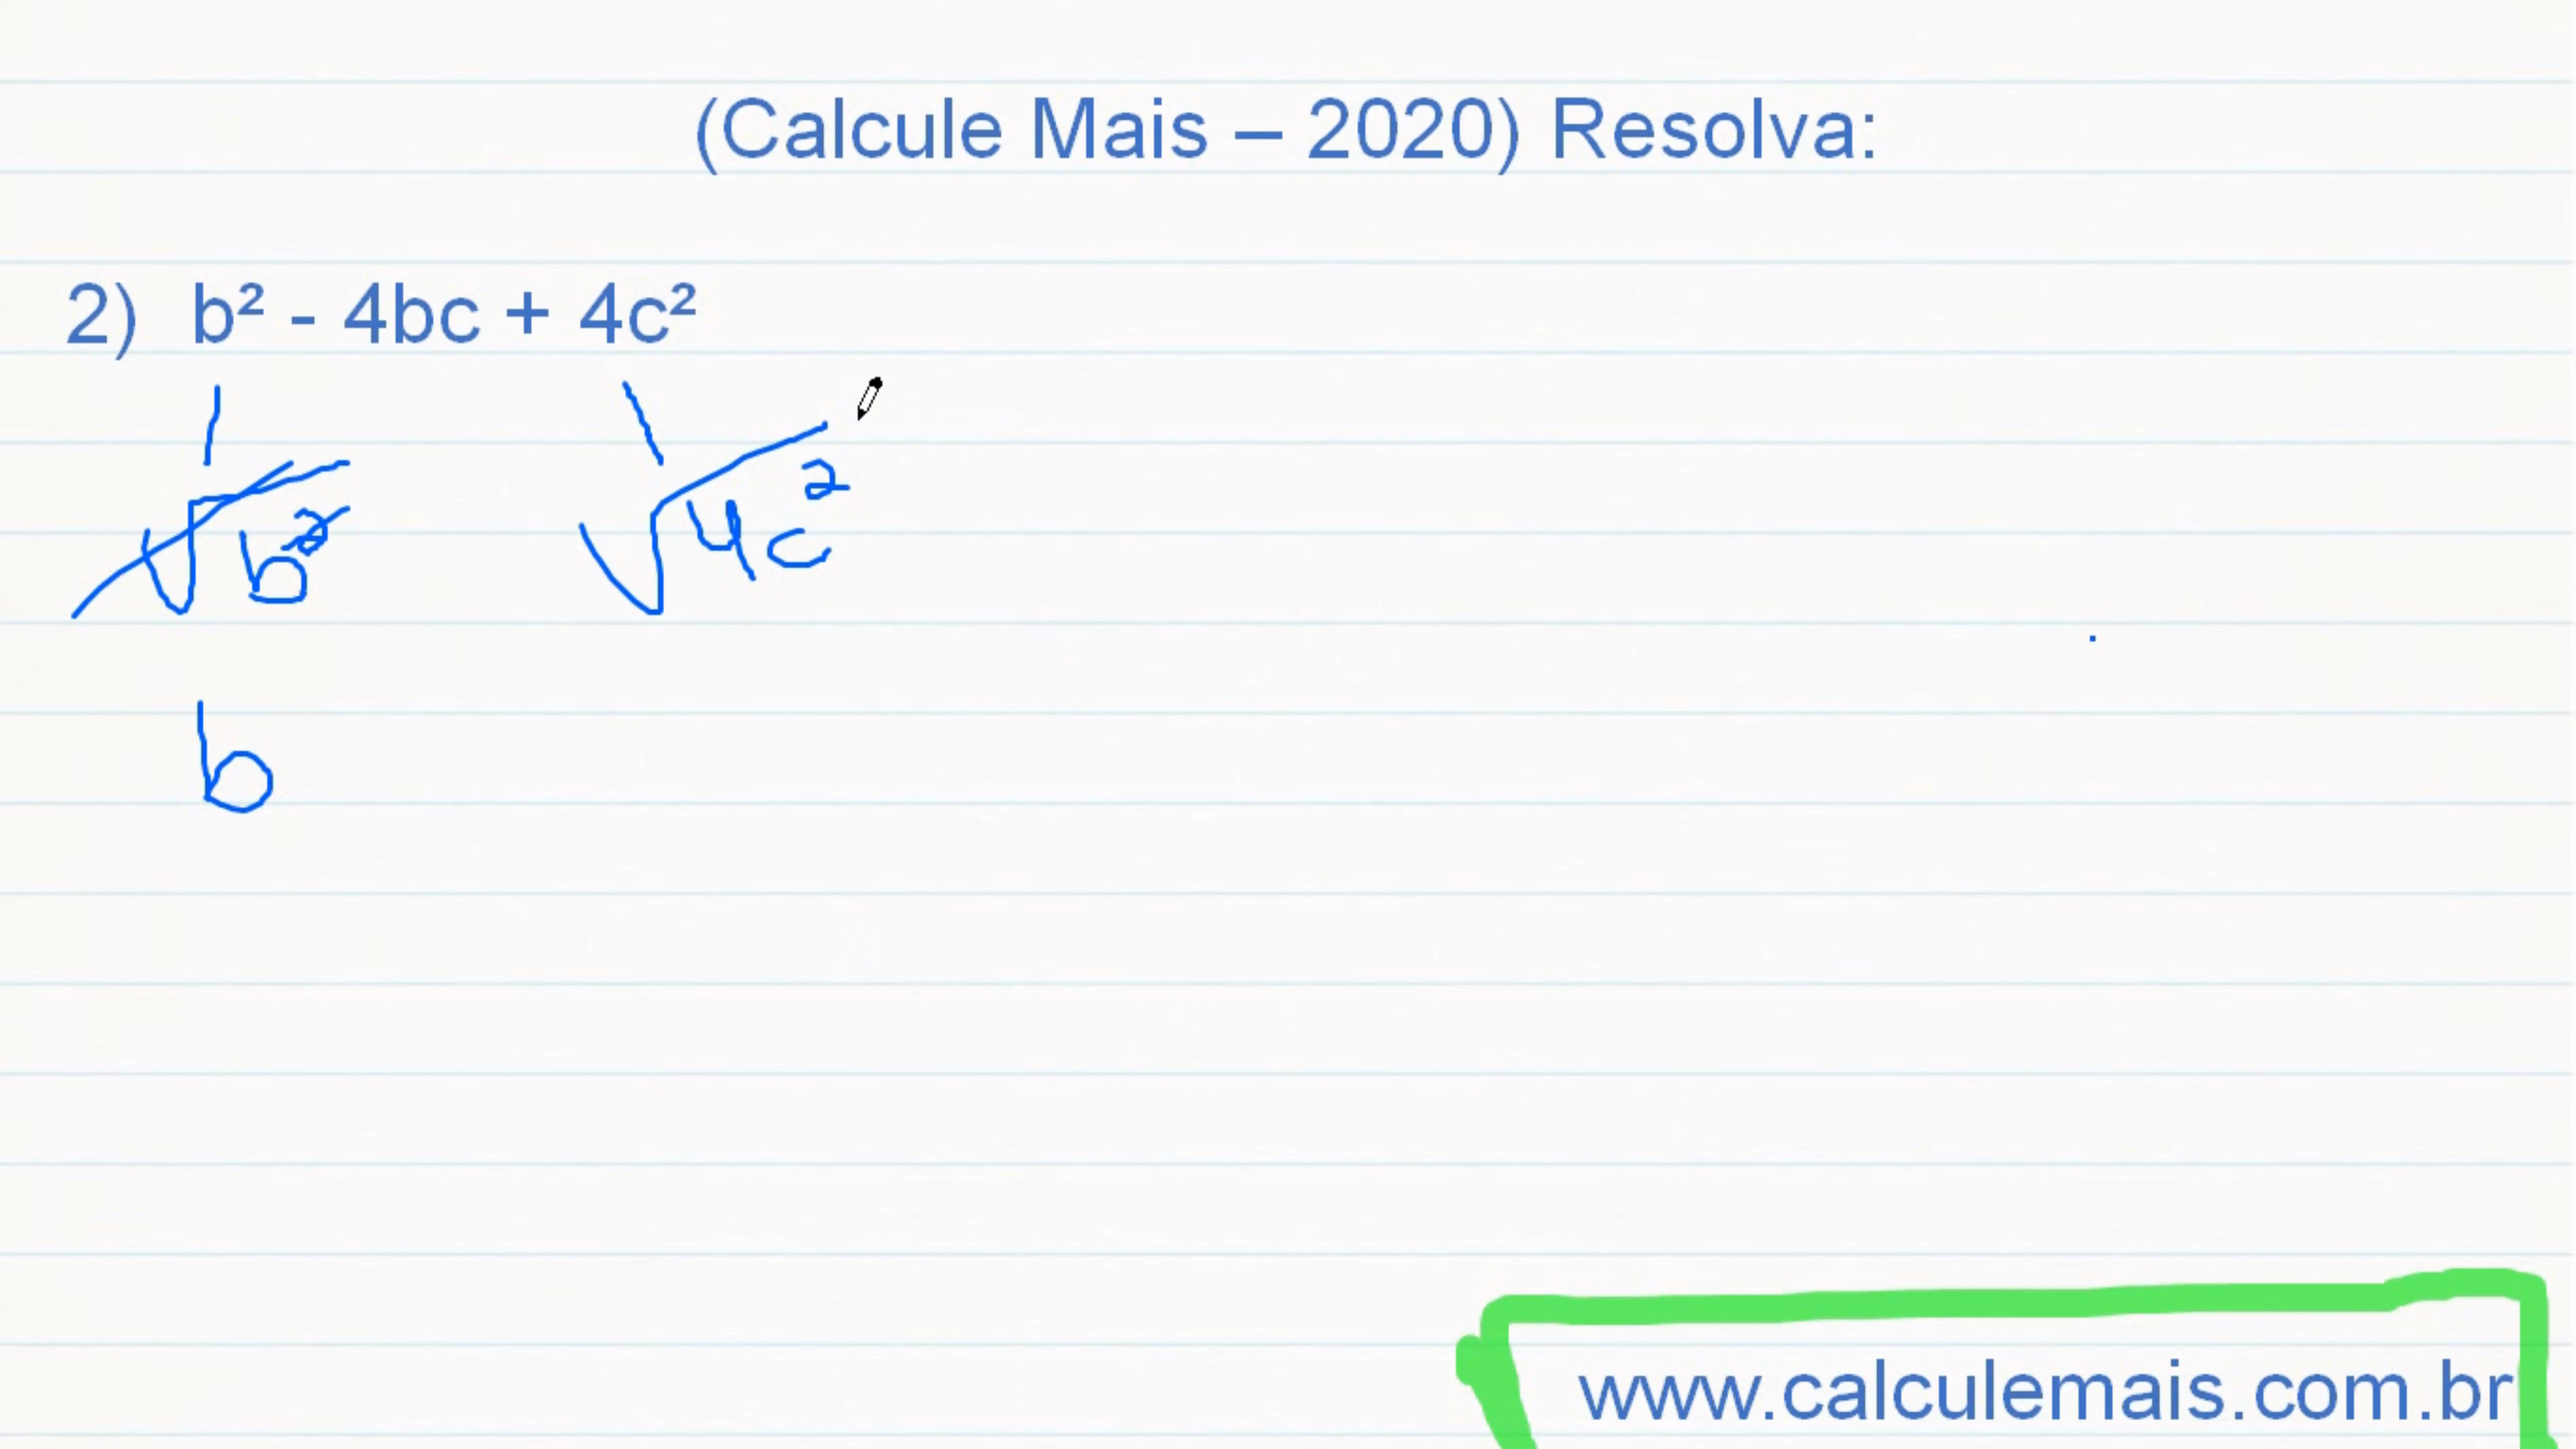 (Calcule Mais – 2020) Resolva:
2) b² - 4bc + 4c²
√b² √4c²
b
www.calculemais.com.br